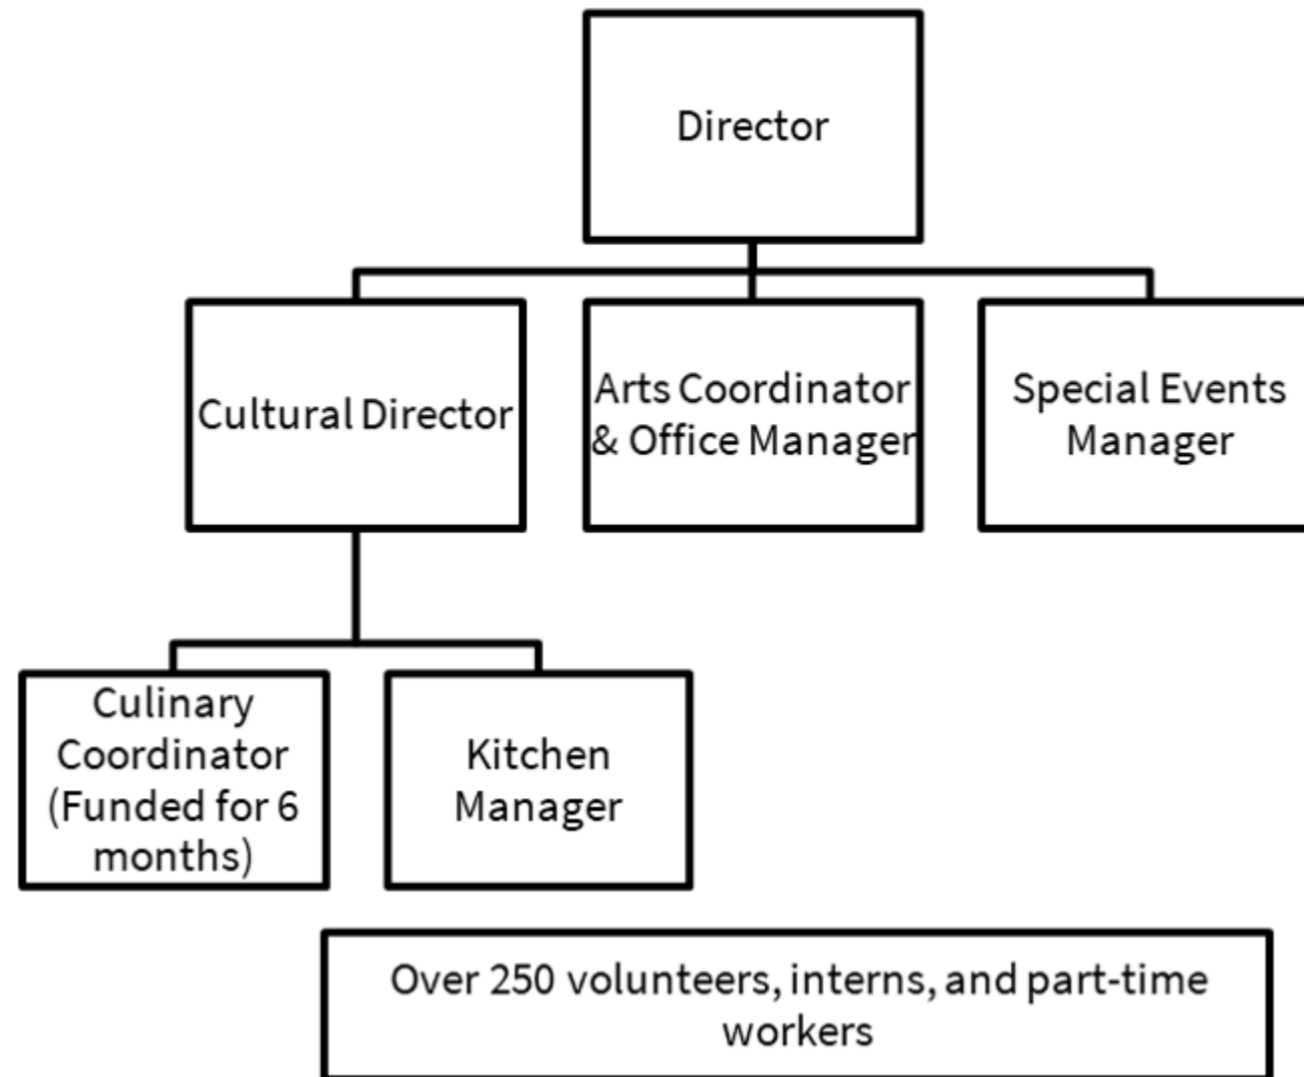 Director
Cultural Director
Arts Coordinator
& Office Manager
Special Events
Manager
Culinary
Coordinator
(Funded for 6
months)
Kitchen
Manager
Over 250 volunteers, interns, and part-time
workers